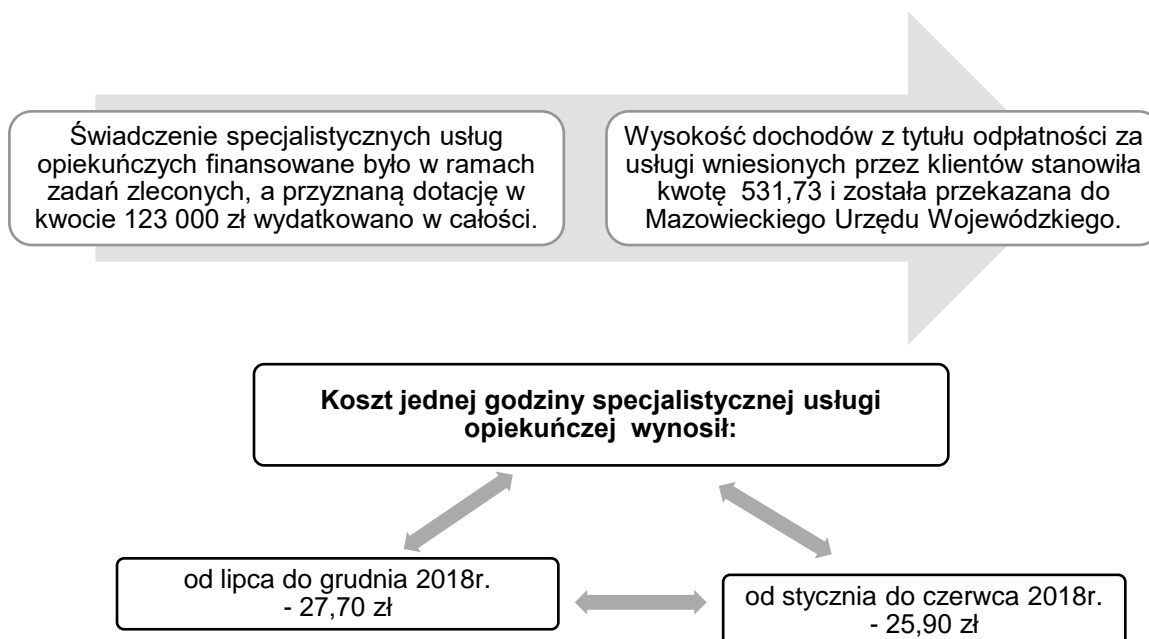 Świadczenie specjalistycznych usług
opiekuńczych finansowane było w ramach
zadań zleconych, a przyznaną dotację w
kwocie 123 000 zł wydatkowano w całości.
Wysokość dochodów z tytułu odpłatności za
usługi wniesionych przez klientów stanowiła
kwotę 531,73 i została przekazana do
Mazowieckiego Urzędu Wojewódzkiego.
Koszt jednej godziny specjalistycznej usługi
opiekuńczej wynosił:
od lipca do grudnia 2018r.
- 27,70 zł
od stycznia do czerwca 2018r.
- 25,90 zł